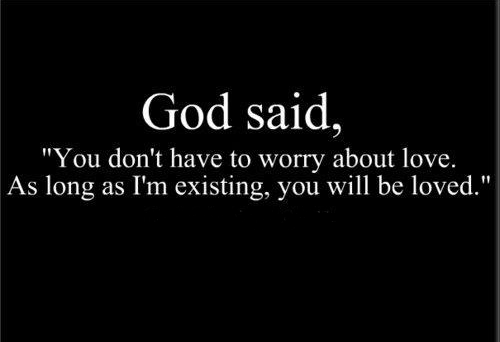 God said,
"You don't have to worry about love.
As long as I'm existing, you will be loved."